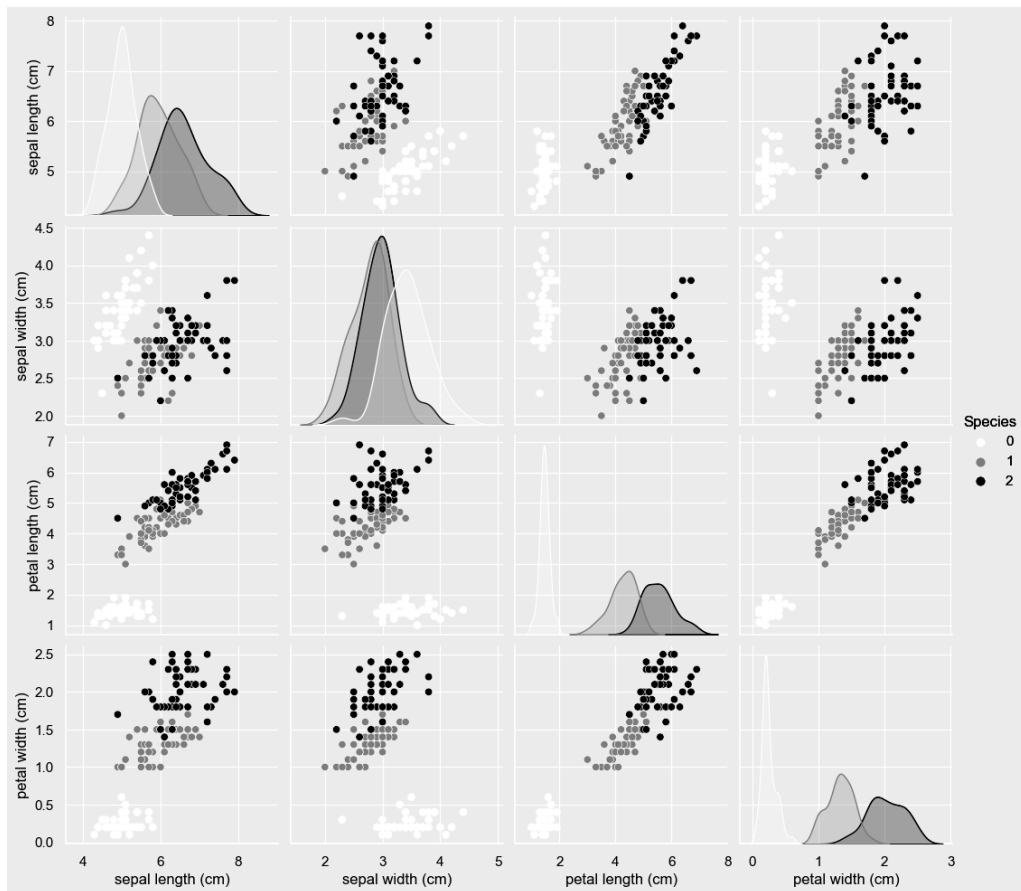 8
7
6
5
sepal length (cm)
4.5
4.0
3.5
3.0
2.5
2.0
sepal width (cm)
Species
0
1
2
7
6
5
4
3
2
1
petal length (cm)
2.5
2.0
1.5
1.0
0.5
0.0
petal width (cm)
4 6 8
2 3 4 5
2 4 6 8
0 1 2 3
sepal length (cm)
sepal width (cm)
petal length (cm)
petal width (cm)